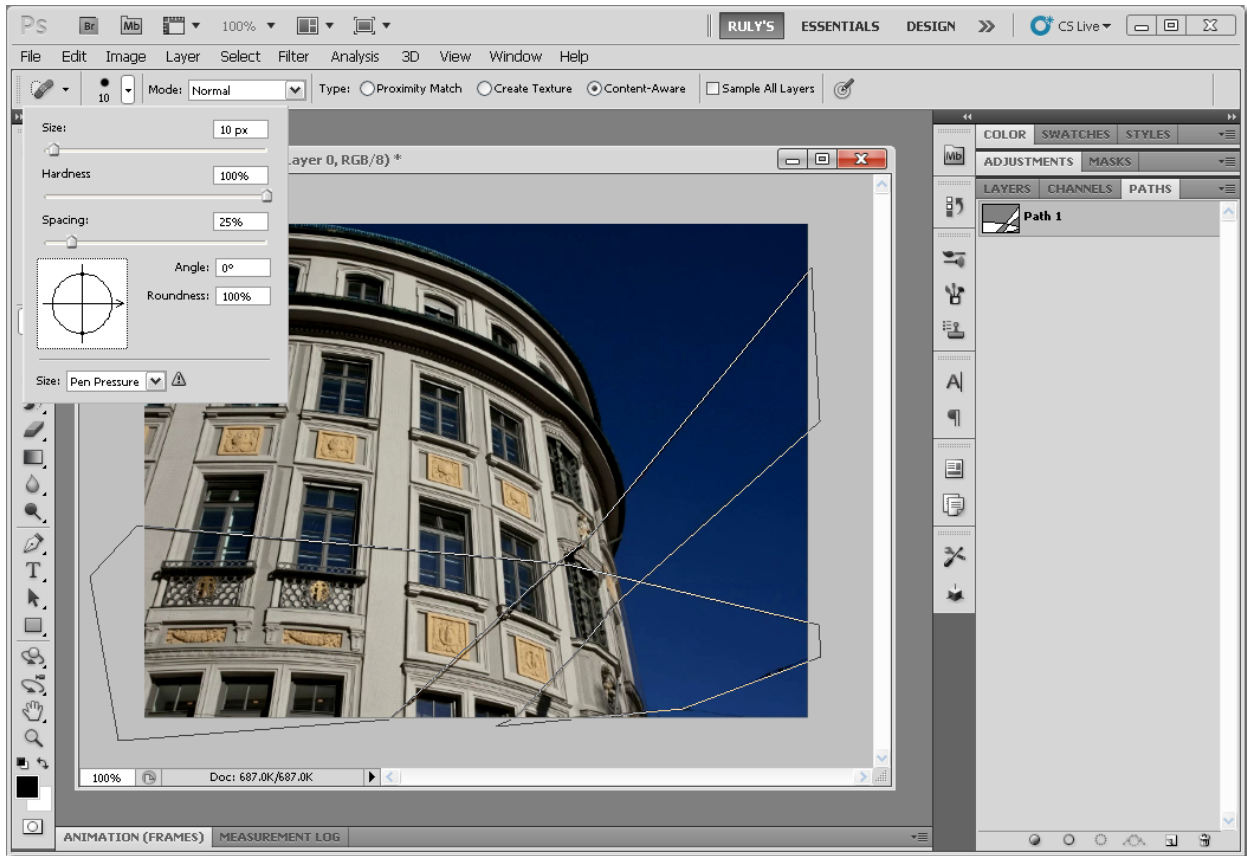 Ps Br Mb 100% RULY'S ESSENTIALS DESIGN CS Live
File Edit Image Layer Select Filter Analysis 3D View Window Help
10 Mode: Normal Type: Proximity Match Create Texture Content-Aware Sample All Layers
Size: 10 px
Hardness 100%
Spacing: 25%
Angle: 0°
Roundness: 100%
Size: Pen Pressure
Layer 0, RGB/8) *
COLOR SWATCHES STYLES
Mb ADJUSTMENTS MASKS
LAYERS CHANNELS PATHS
Path 1
100% Doc: 687.0K/687.0K
ANIMATION (FRAMES) MEASUREMENT LOG